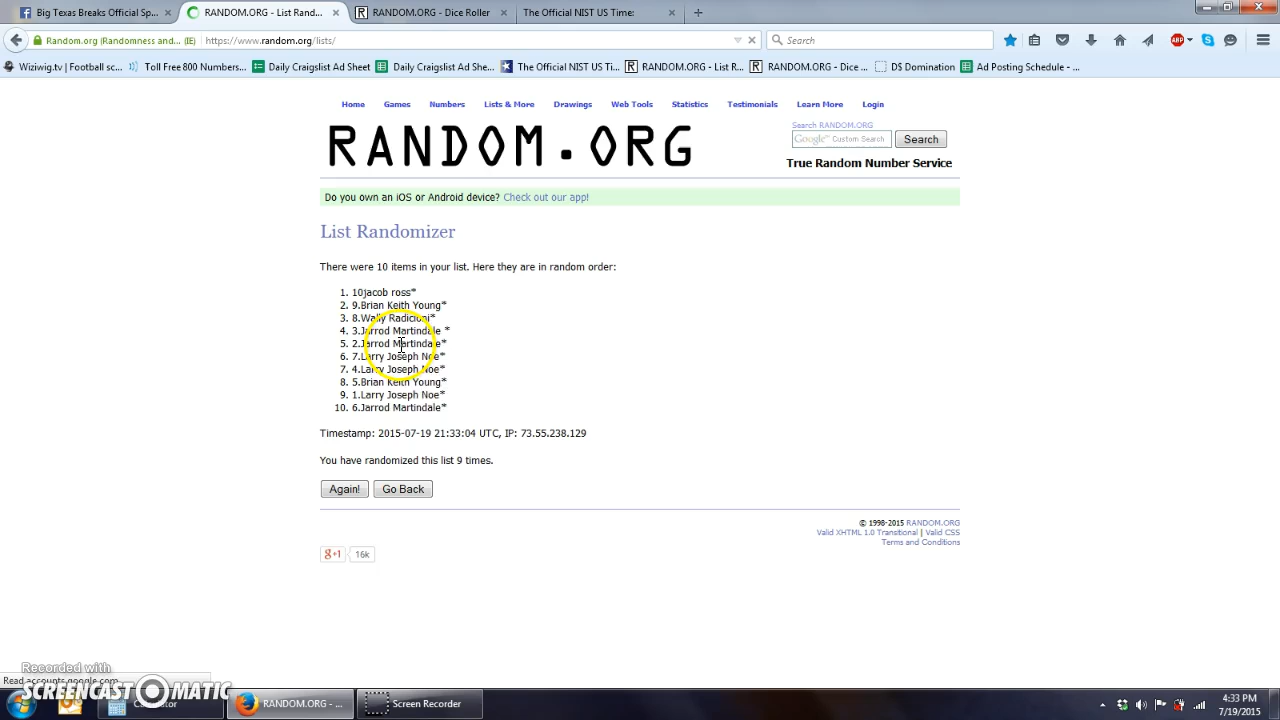 Big Texas Breaks Official Sp...
RANDOM.ORG - List Randomi...
RANDOM.ORG - Dice Roller
The Official US Time:
Random.org (Randomness and... (IE)
https://www.random.org/lists/
Search
Wiziwig.tv | Football sc...
Toll Free 800 Numbers...
Daily Craigslist Ad Sheet
Daily Craigslist Ad She...
The Official NIST US Ti...
RANDOM.ORG - List R...
RANDOM.ORG - Dice ...
D$ Domination
Ad Posting Schedule - ...
Home Games Numbers Lists & More Drawings Web Tools Statistics Testimonials Learn More Login
RANDOM.ORG
Search RANDOM.ORG
Google™ Custom Search
Search
True Random Number Service
Do you own an iOS or Android device? Check out our app!
List Randomizer
There were 10 items in your list. Here they are in random order:
1. 10jacob ross*
2. 9.Brian Keith Young*
3. 8.Wally Radicioni*
4. 3.Jarrod Martindale *
5. 2.Jarrod Martindale*
6. 7.Larry Joseph Noe*
7. 4.Larry Joseph Noe*
8. 5.Brian Keith Young*
9. 1.Larry Joseph Noe*
10. 6.Jarrod Martindale*
Timestamp: 2015-07-19 21:33:04 UTC, IP: 73.55.238.129
You have randomized this list 9 times.
Again!
Go Back
© 1998-2015 RANDOM.ORG
Valid XHTML 1.0 Transitional | Valid CSS
Terms and Conditions
g+1 16k
Recorded with
Read accounts.google.com
SCREENCAST-O-MATIC
RANDOM.ORG - ...
Screen Recorder
4:33 PM
7/19/2015